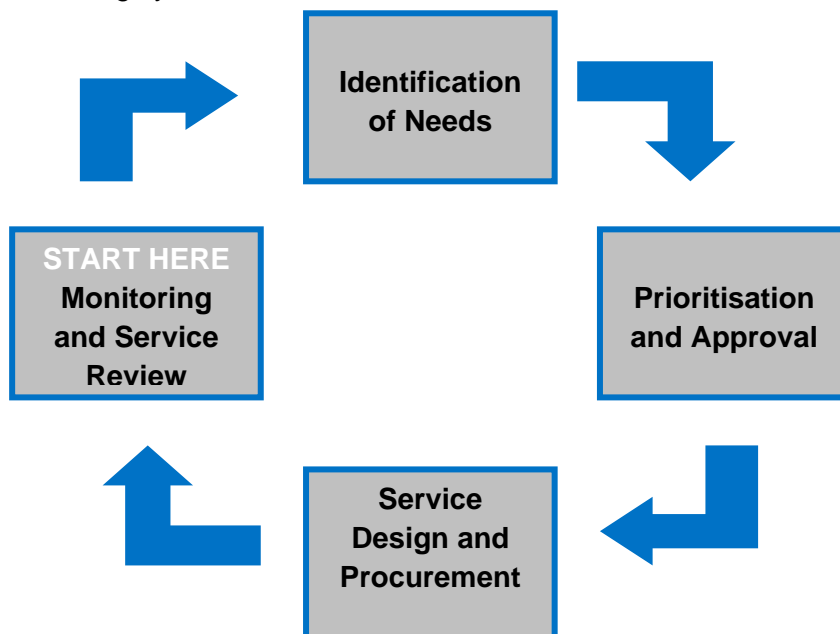 Identification
of Needs
START HERE
Monitoring
and Service
Review
Prioritisation
and Approval
Service
Design and
Procurement